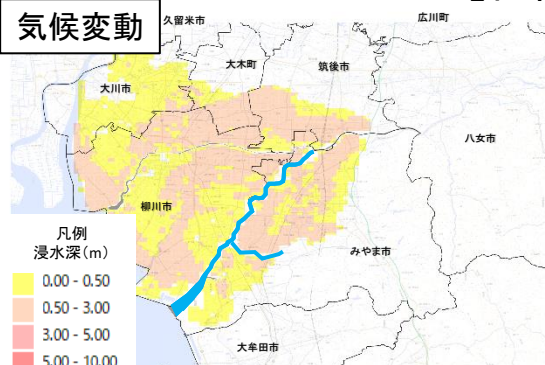 気候変動
久留米市
広川町
大木町
筑後市
大川市
八女市
柳川市
みやま市
大牟田市
凡例
浸水深(m)
0.00 - 0.50
0.50 - 3.00
3.00 - 5.00
5.00 - 10.00